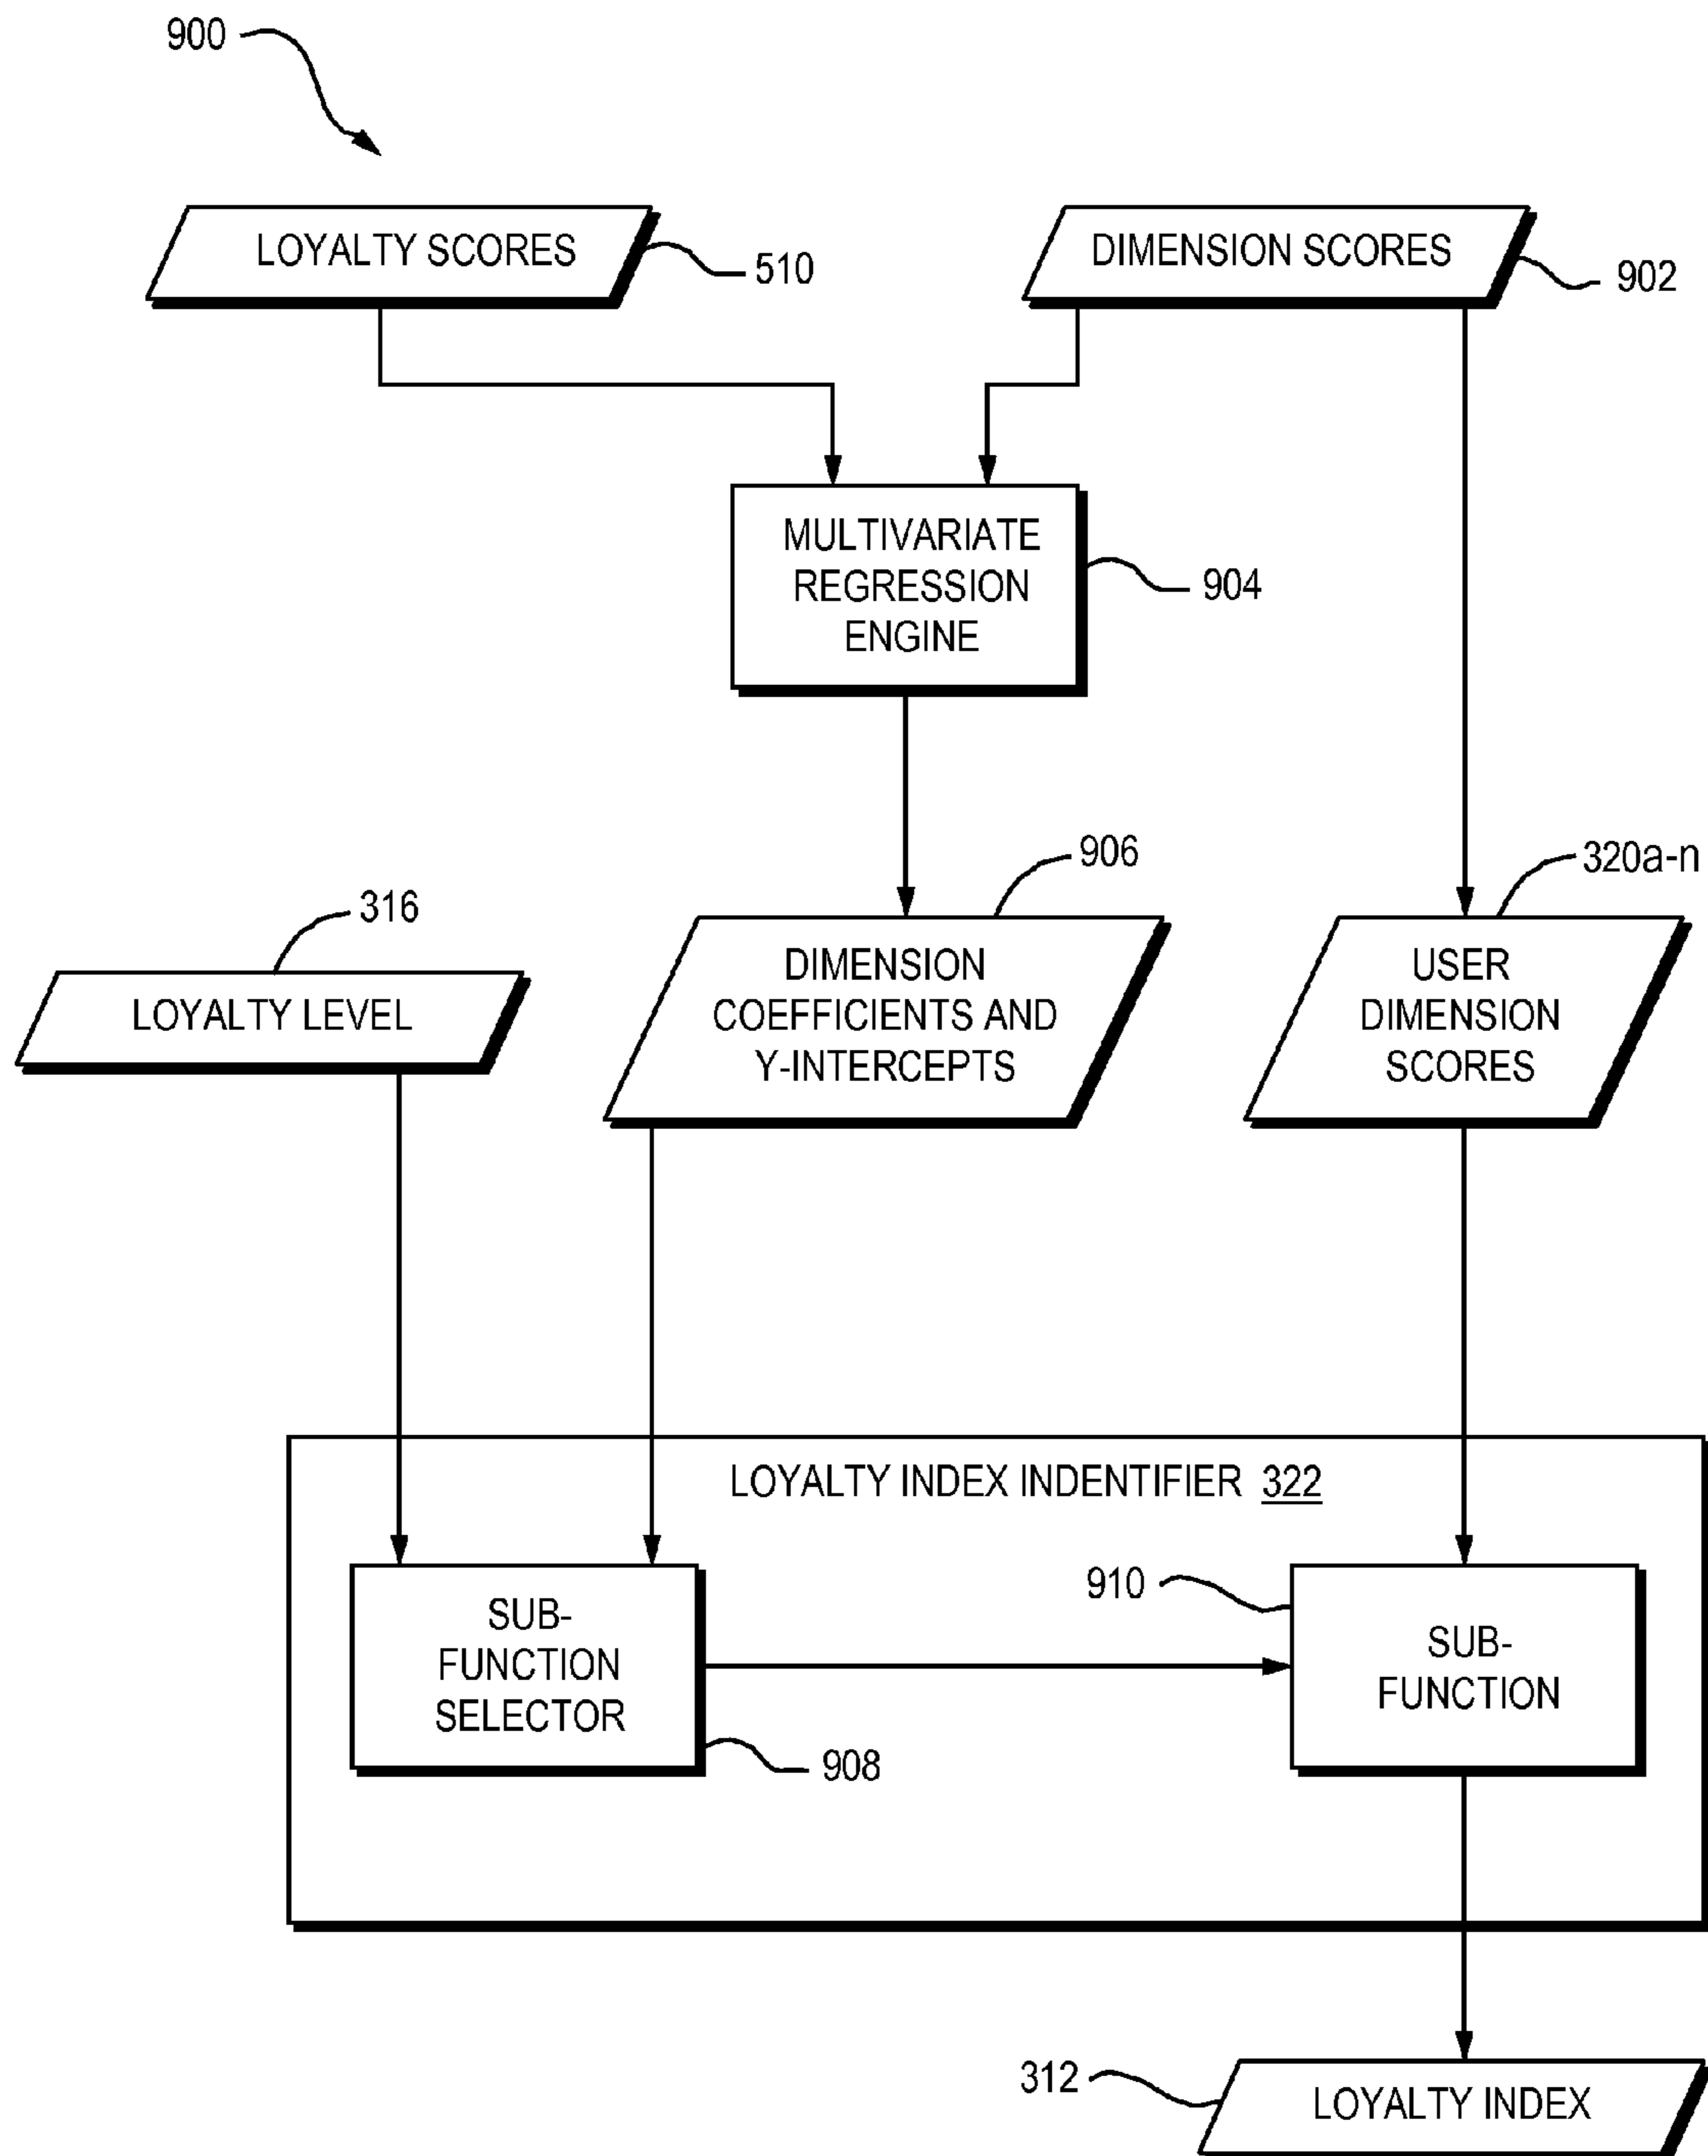 900
LOYALTY SCORES
510
DIMENSION SCORES
902
MULTIVARIATE
REGRESSION
ENGINE
904
906
320a-n
316
LOYALTY LEVEL
DIMENSION
COEFFICIENTS AND
Y-INTERCEPTS
USER
DIMENSION
SCORES
LOYALTY INDEX INDENTIFIER 322
SUB-
FUNCTION
SELECTOR
908
910
SUB-
FUNCTION
312
LOYALTY INDEX